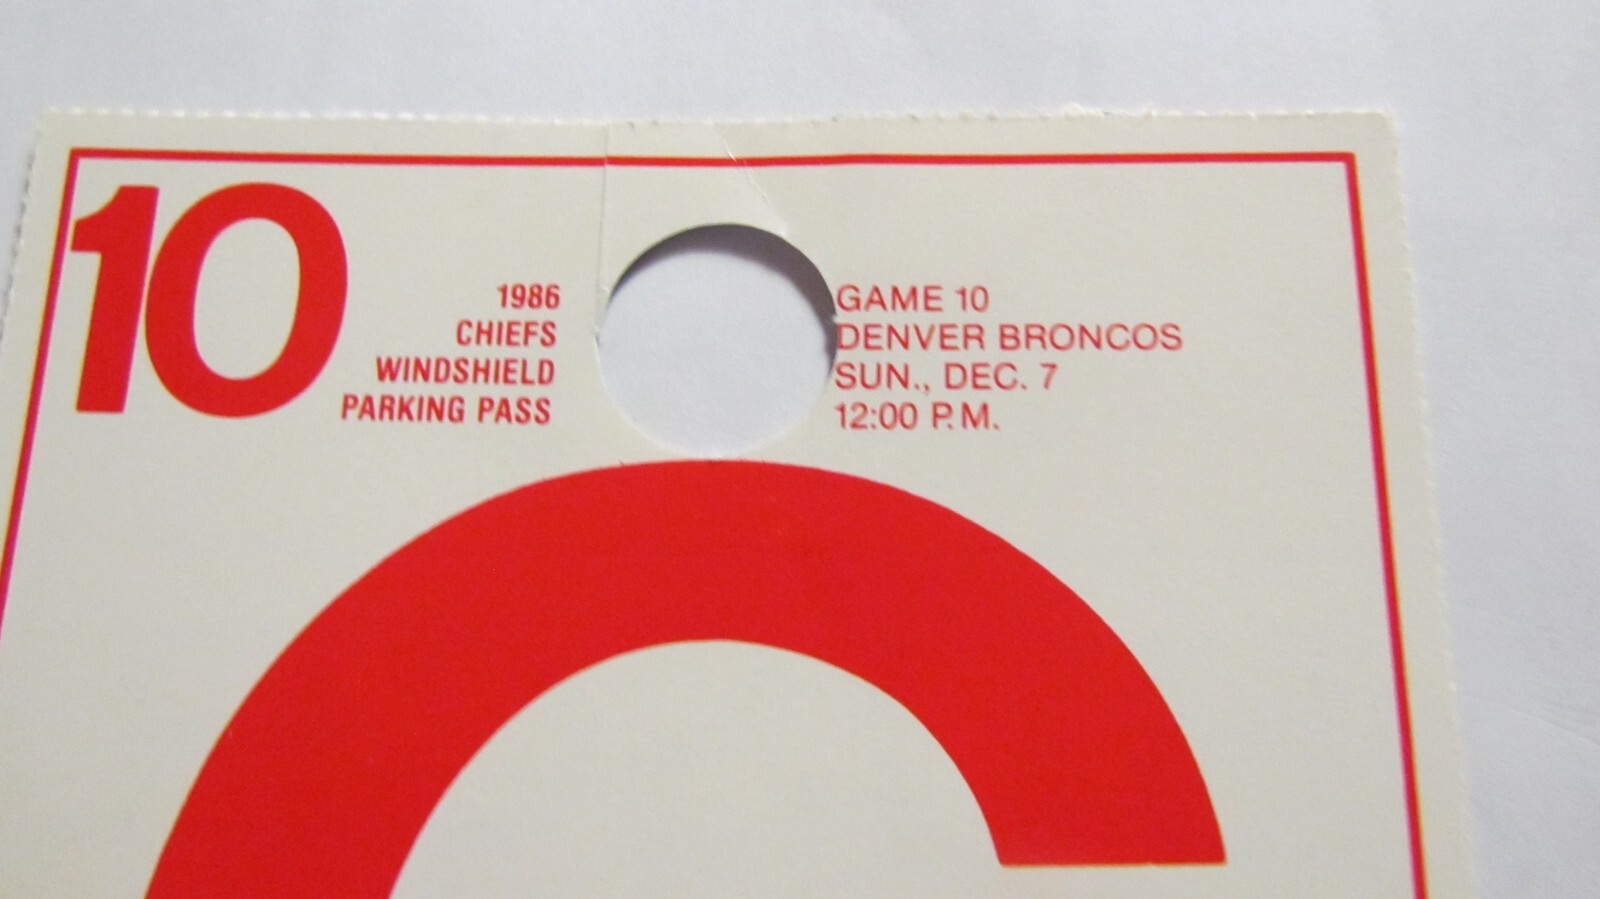 10
1986
CHIEFS
WINDSHIELD
PARKING PASS
GAME 10
DENVER BRONCOS
SUN., DEC. 7
12:00 P.M.